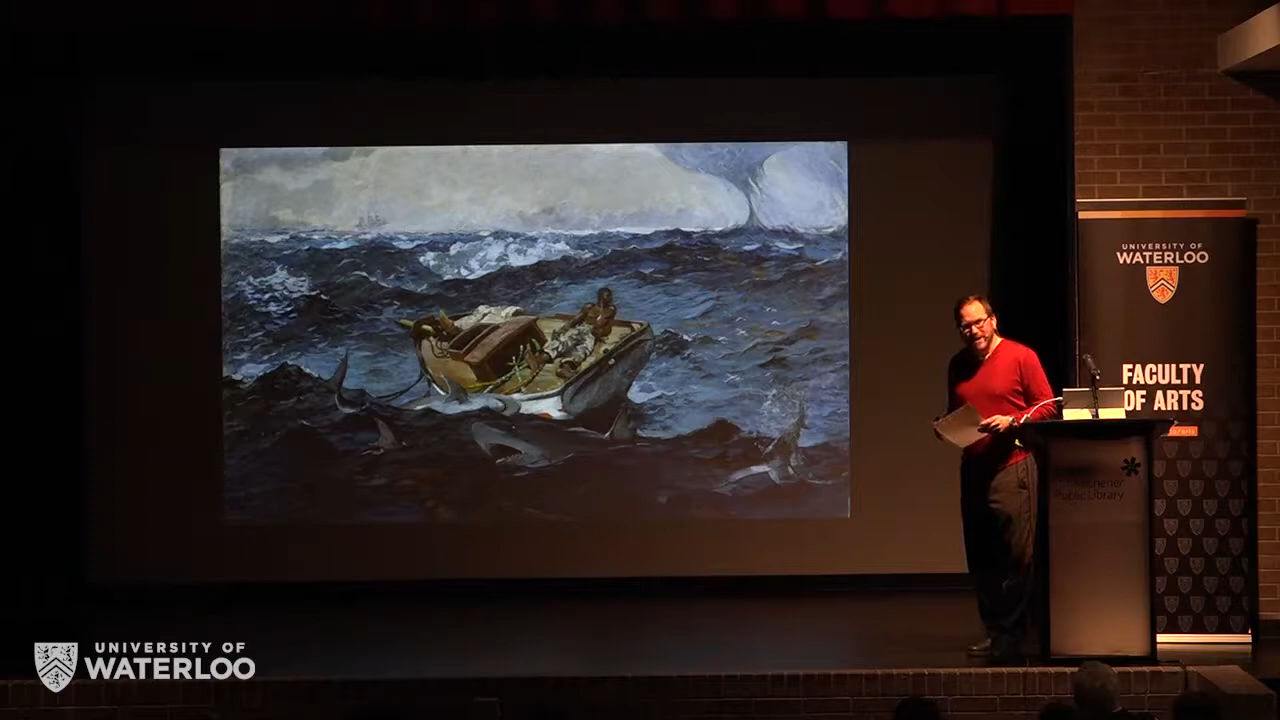 UNIVERSITY OF
WATERLOO
FACULTY
OF ARTS
Kitchener
Public Library
UNIVERSITY OF
WATERLOO